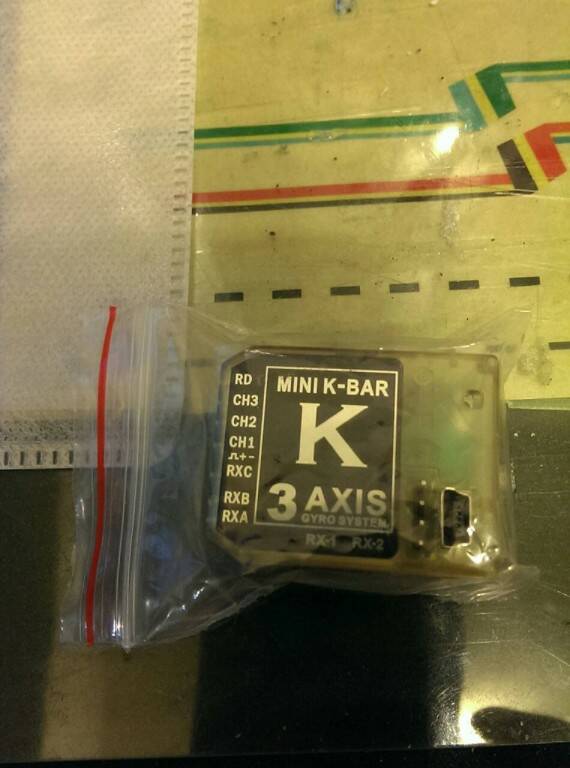 RD
CH3
CH2
CH1
⎍+-
RXC
RXB
RXA
MINI K-BAR
K
3 AXIS
GYRO SYSTEM
RX-1 RX-2